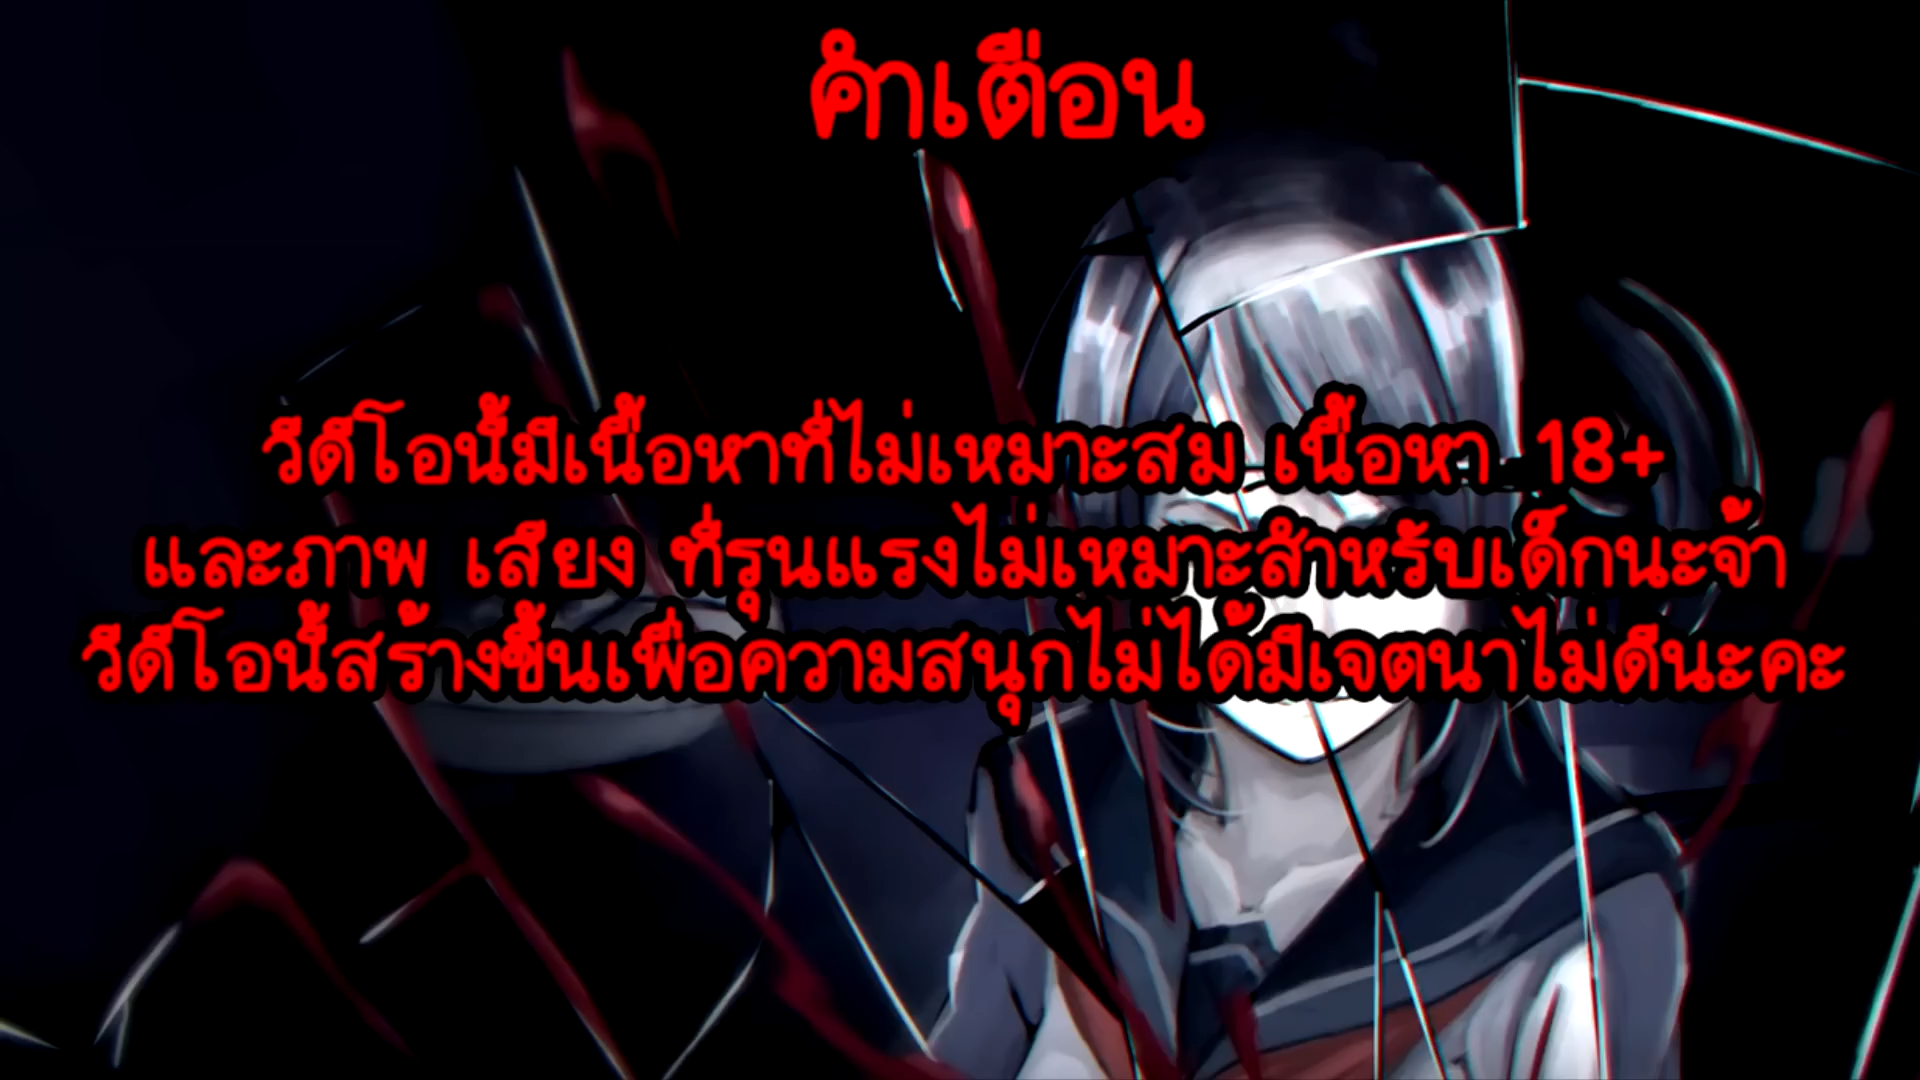 คำเตือน
วีดีโอนี้มีเนื้อหาที่ไม่เหมาะสม เนื้อหา 18+
และภาพ เสียง ที่รุนแรงไม่เหมาะสำหรับเด็กนะจ้า
วีดีโอนี้สร้างขึ้นเพื่อความสนุกไม่ได้มีเจตนาไม่ดีนะคะ